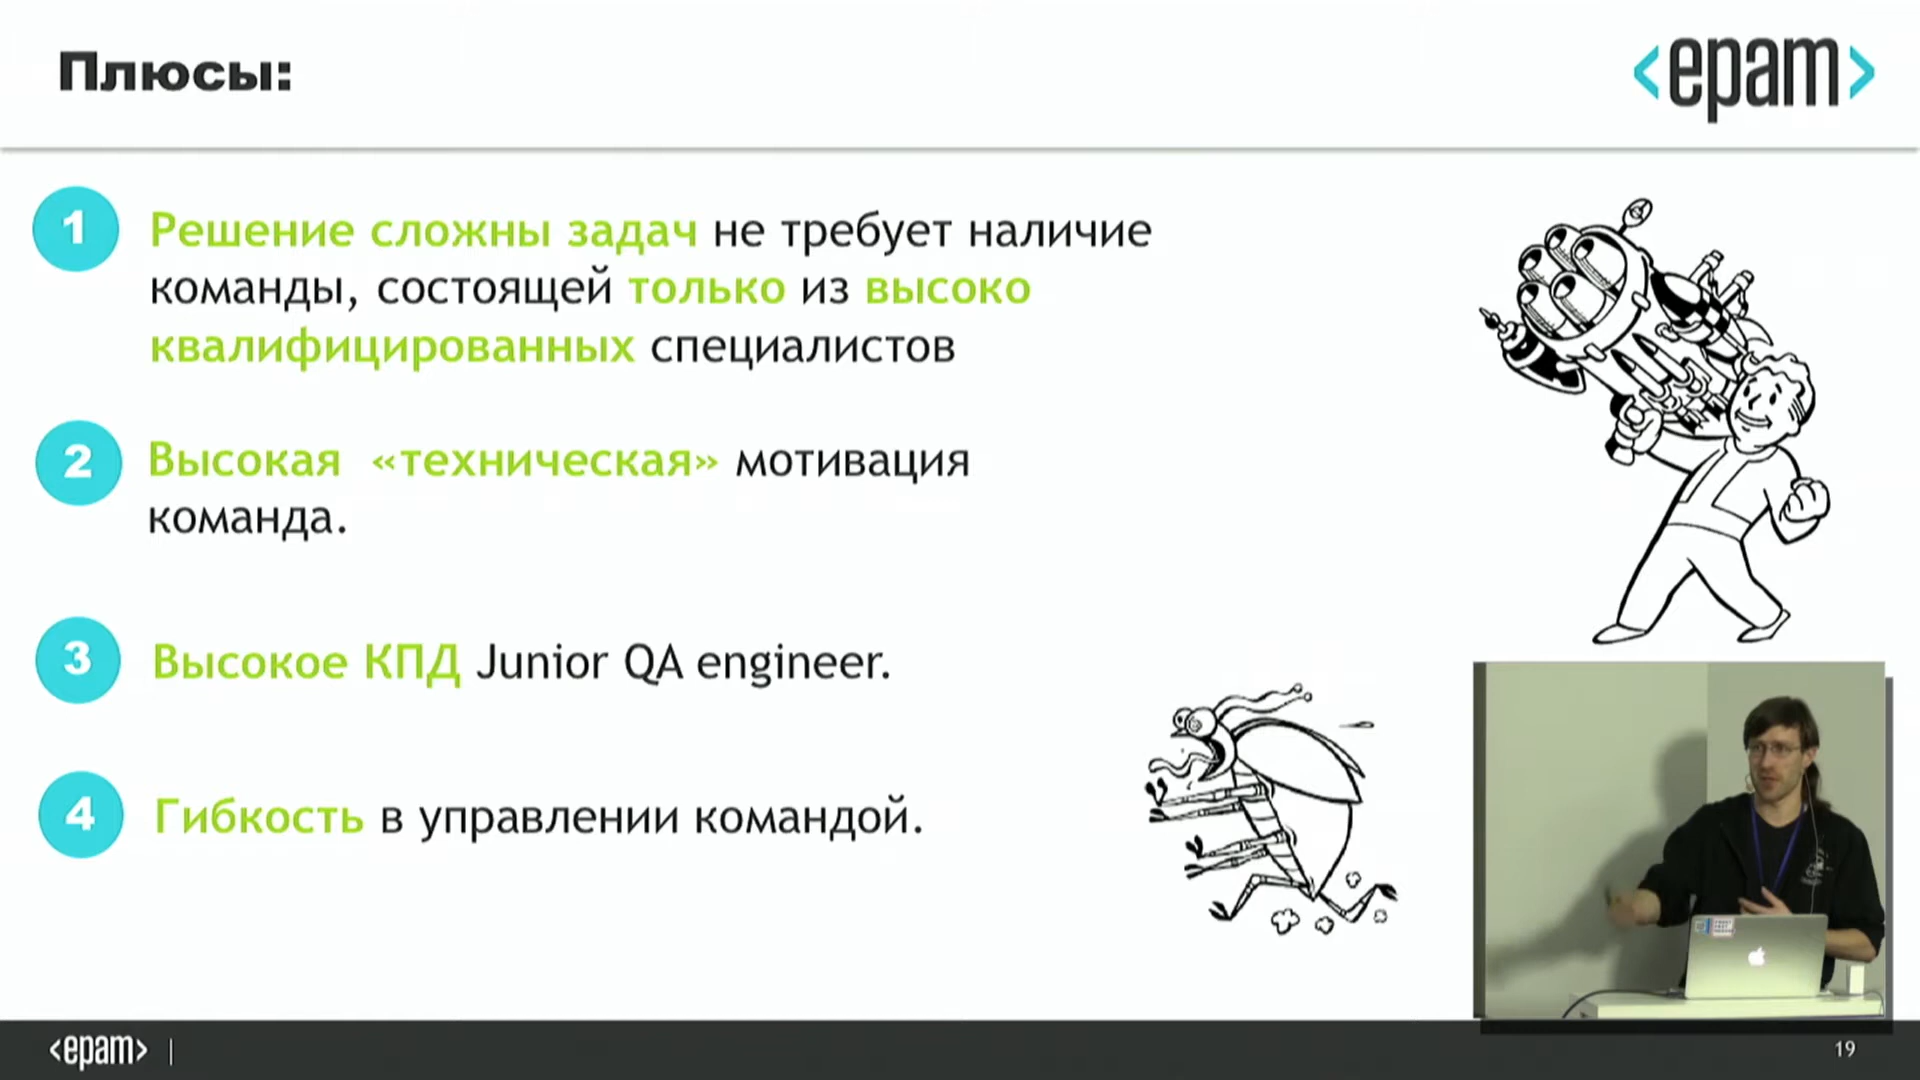 Плюсы:
<epam>
1
Решение сложны задач не требует наличие
команды, состоящей только из высоко
квалифицированных специалистов
2
Высокая «техническая» мотивация
команда.
3
Высокое КПД Junior QA engineer.
4
Гибкость в управлении командой.
<epam> |
19